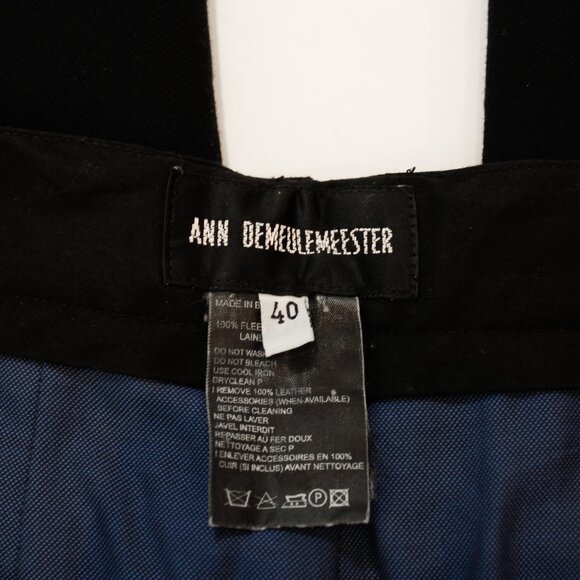 ANN DEMEULEMEESTER
40
MADE IN
100% FLEE
LAINE
DO NOT WASH
DO NOT BLEACH
USE COOL IRON
DRYCLEAN P
! REMOVE 100% LEATHER
ACCESSORIES (WHEN AVAILABLE)
BEFORE CLEANING
NE PAS LAVER
JAVEL INTERDIT
REPASSER AU FER DOUX
NETTOYAGE A SEC P
! ENLEVER ACCESSOIRES EN 100%
CUIR (SI INCLUS) AVANT NETTOYAGE
P